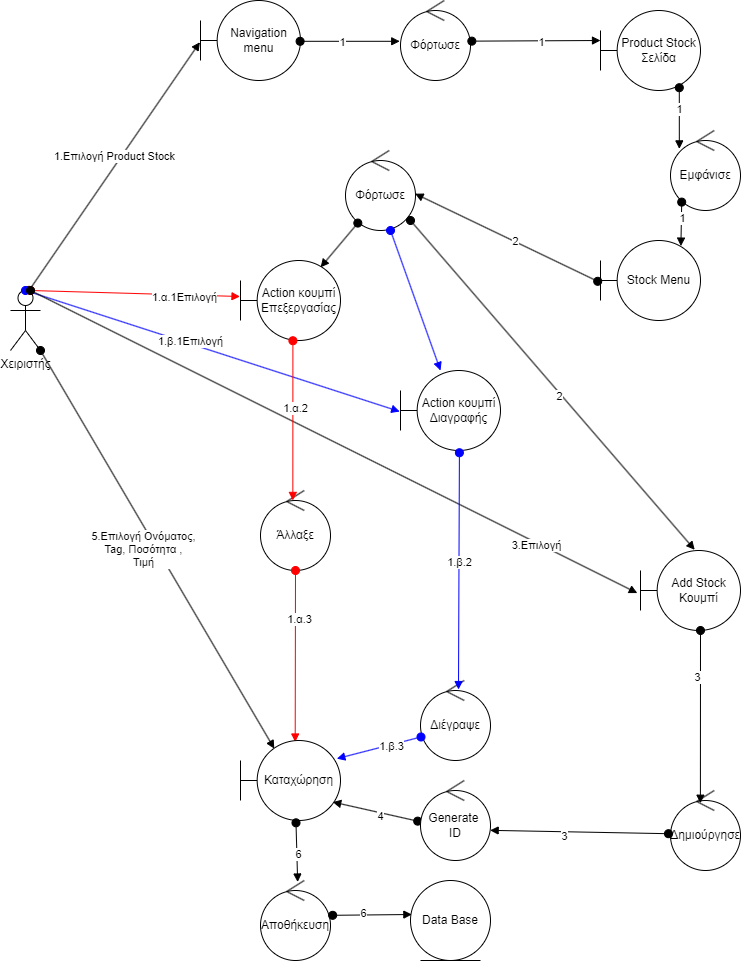 Navigation
menu
1
Φόρτωσε
1
Product Stock
Σελίδα
1
1.Επιλογή Product Stock
Φόρτωσε
Εμφάνισε
1
2
Stock Menu
Action κουμπί
Επεξεργασίας
1.α.1Επιλογή
1.β.1Επιλογή
Χειριστής
2
1.α.2
Action κουμπί
Διαγραφής
5.Επιλογή Ονόματος,
Tag, Ποσότητα ,
Τιμή
Άλλαξε
3.Επιλογή
1.β.2
Add Stock
Κουμπί
1.α.3
3
Διέγραψε
1.β.3
Καταχώρηση
4
Generate
ID
3
Δημιούργησε
6
Αποθήκευση
6
Data Base